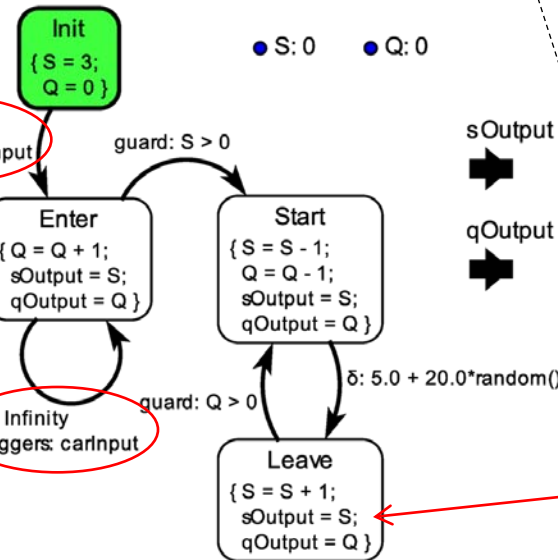 Init
{ S = 3;
Q = 0 }
S: 0
Q: 0
guard: S > 0
sOutput
qOutput
Enter
{ Q = Q + 1;
sOutput = S;
qOutput = Q }
Start
{ S = S - 1;
Q = Q - 1;
sOutput = S;
qOutput = Q }
δ: 5.0 + 20.0*random()
guard: Q > 0
Infinity
carInput
Leave
{ S = S + 1;
sOutput = S;
qOutput = Q }